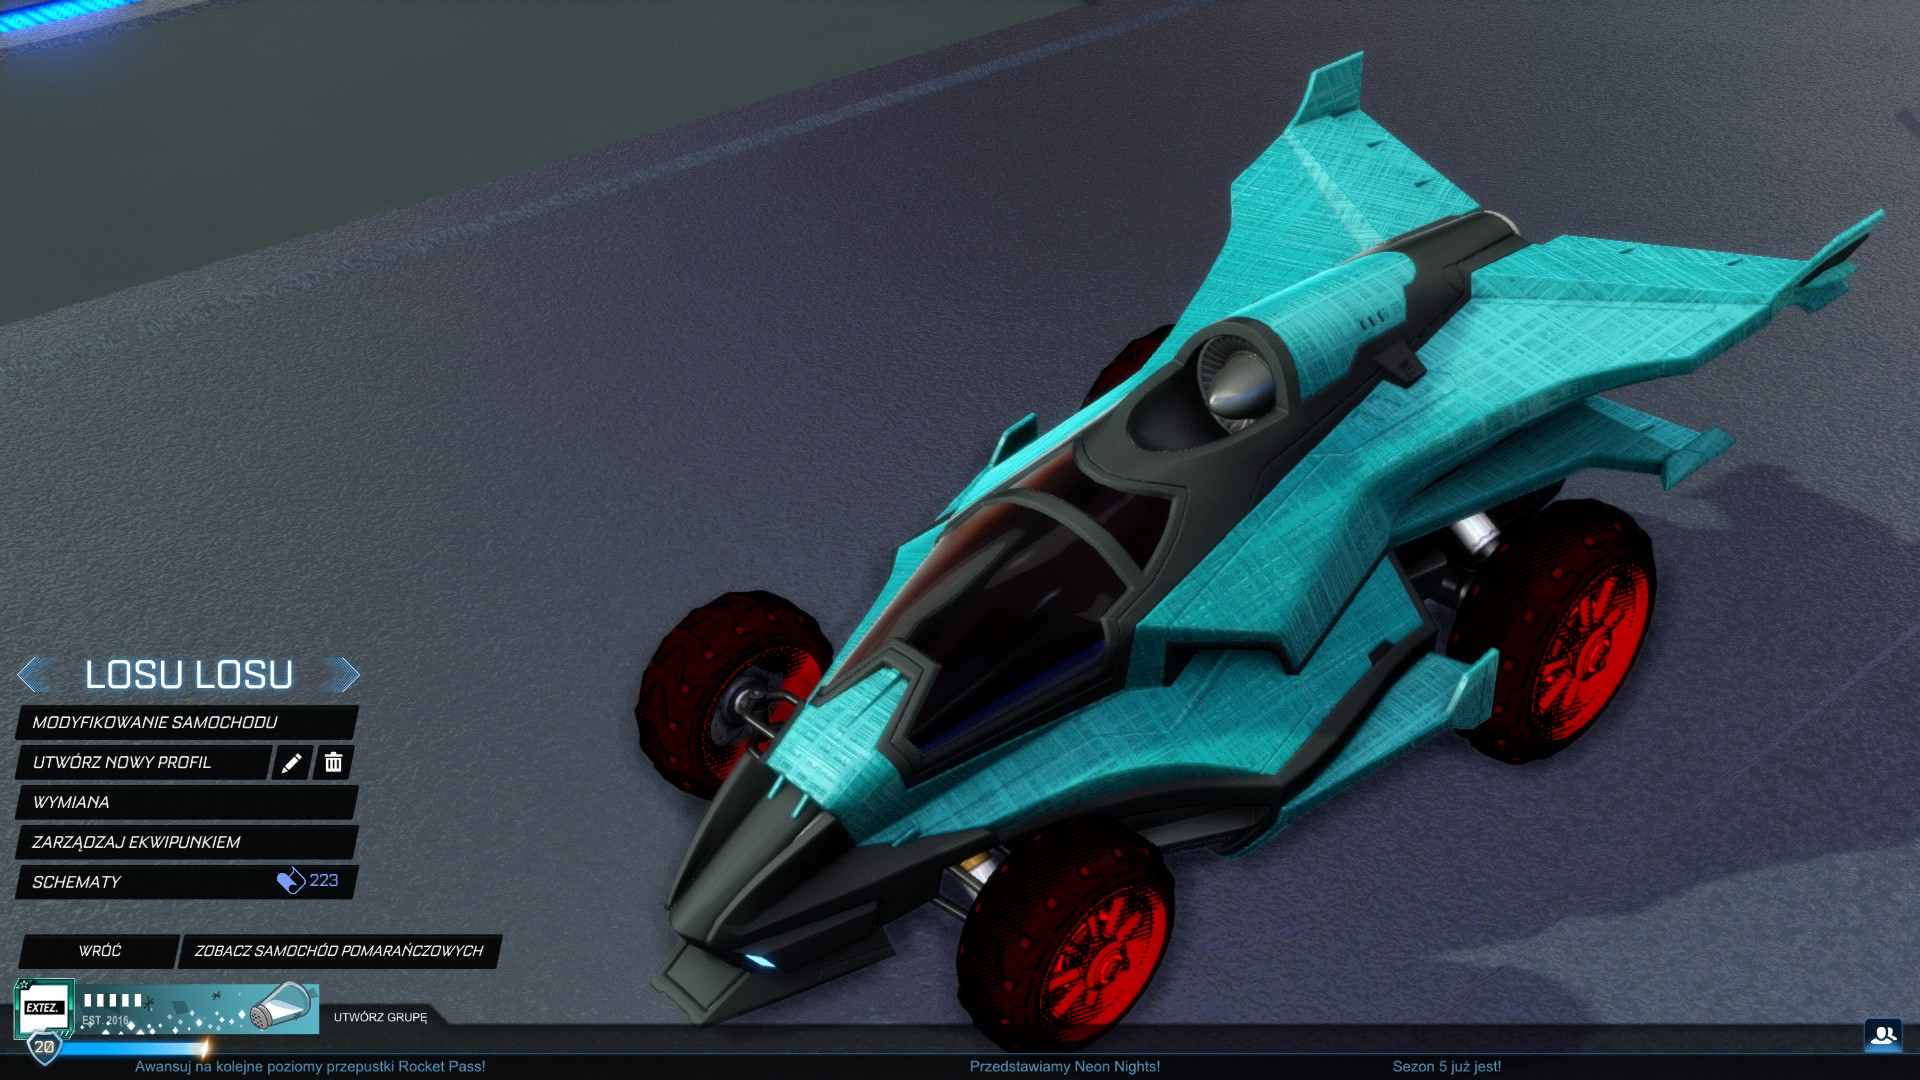 LOSU LOSU
MODYFIKOWANIE SAMOCHODU
UTWÓRZ NOWY PROFIL
WYMIANA
ZARZĄDZAJ EKWIPUNKIEM
SCHEMATY 223
WRÓĆ ZOBACZ SAMOCHÓD POMARAŃCZOWYCH
EXTEZ.
EST. 2016
UTWÓRZ GRUPĘ
20
Awansuj na kolejne poziomy przepustki Rocket Pass! Przedstawiamy Neon Nights! Sezon 5 już jest!